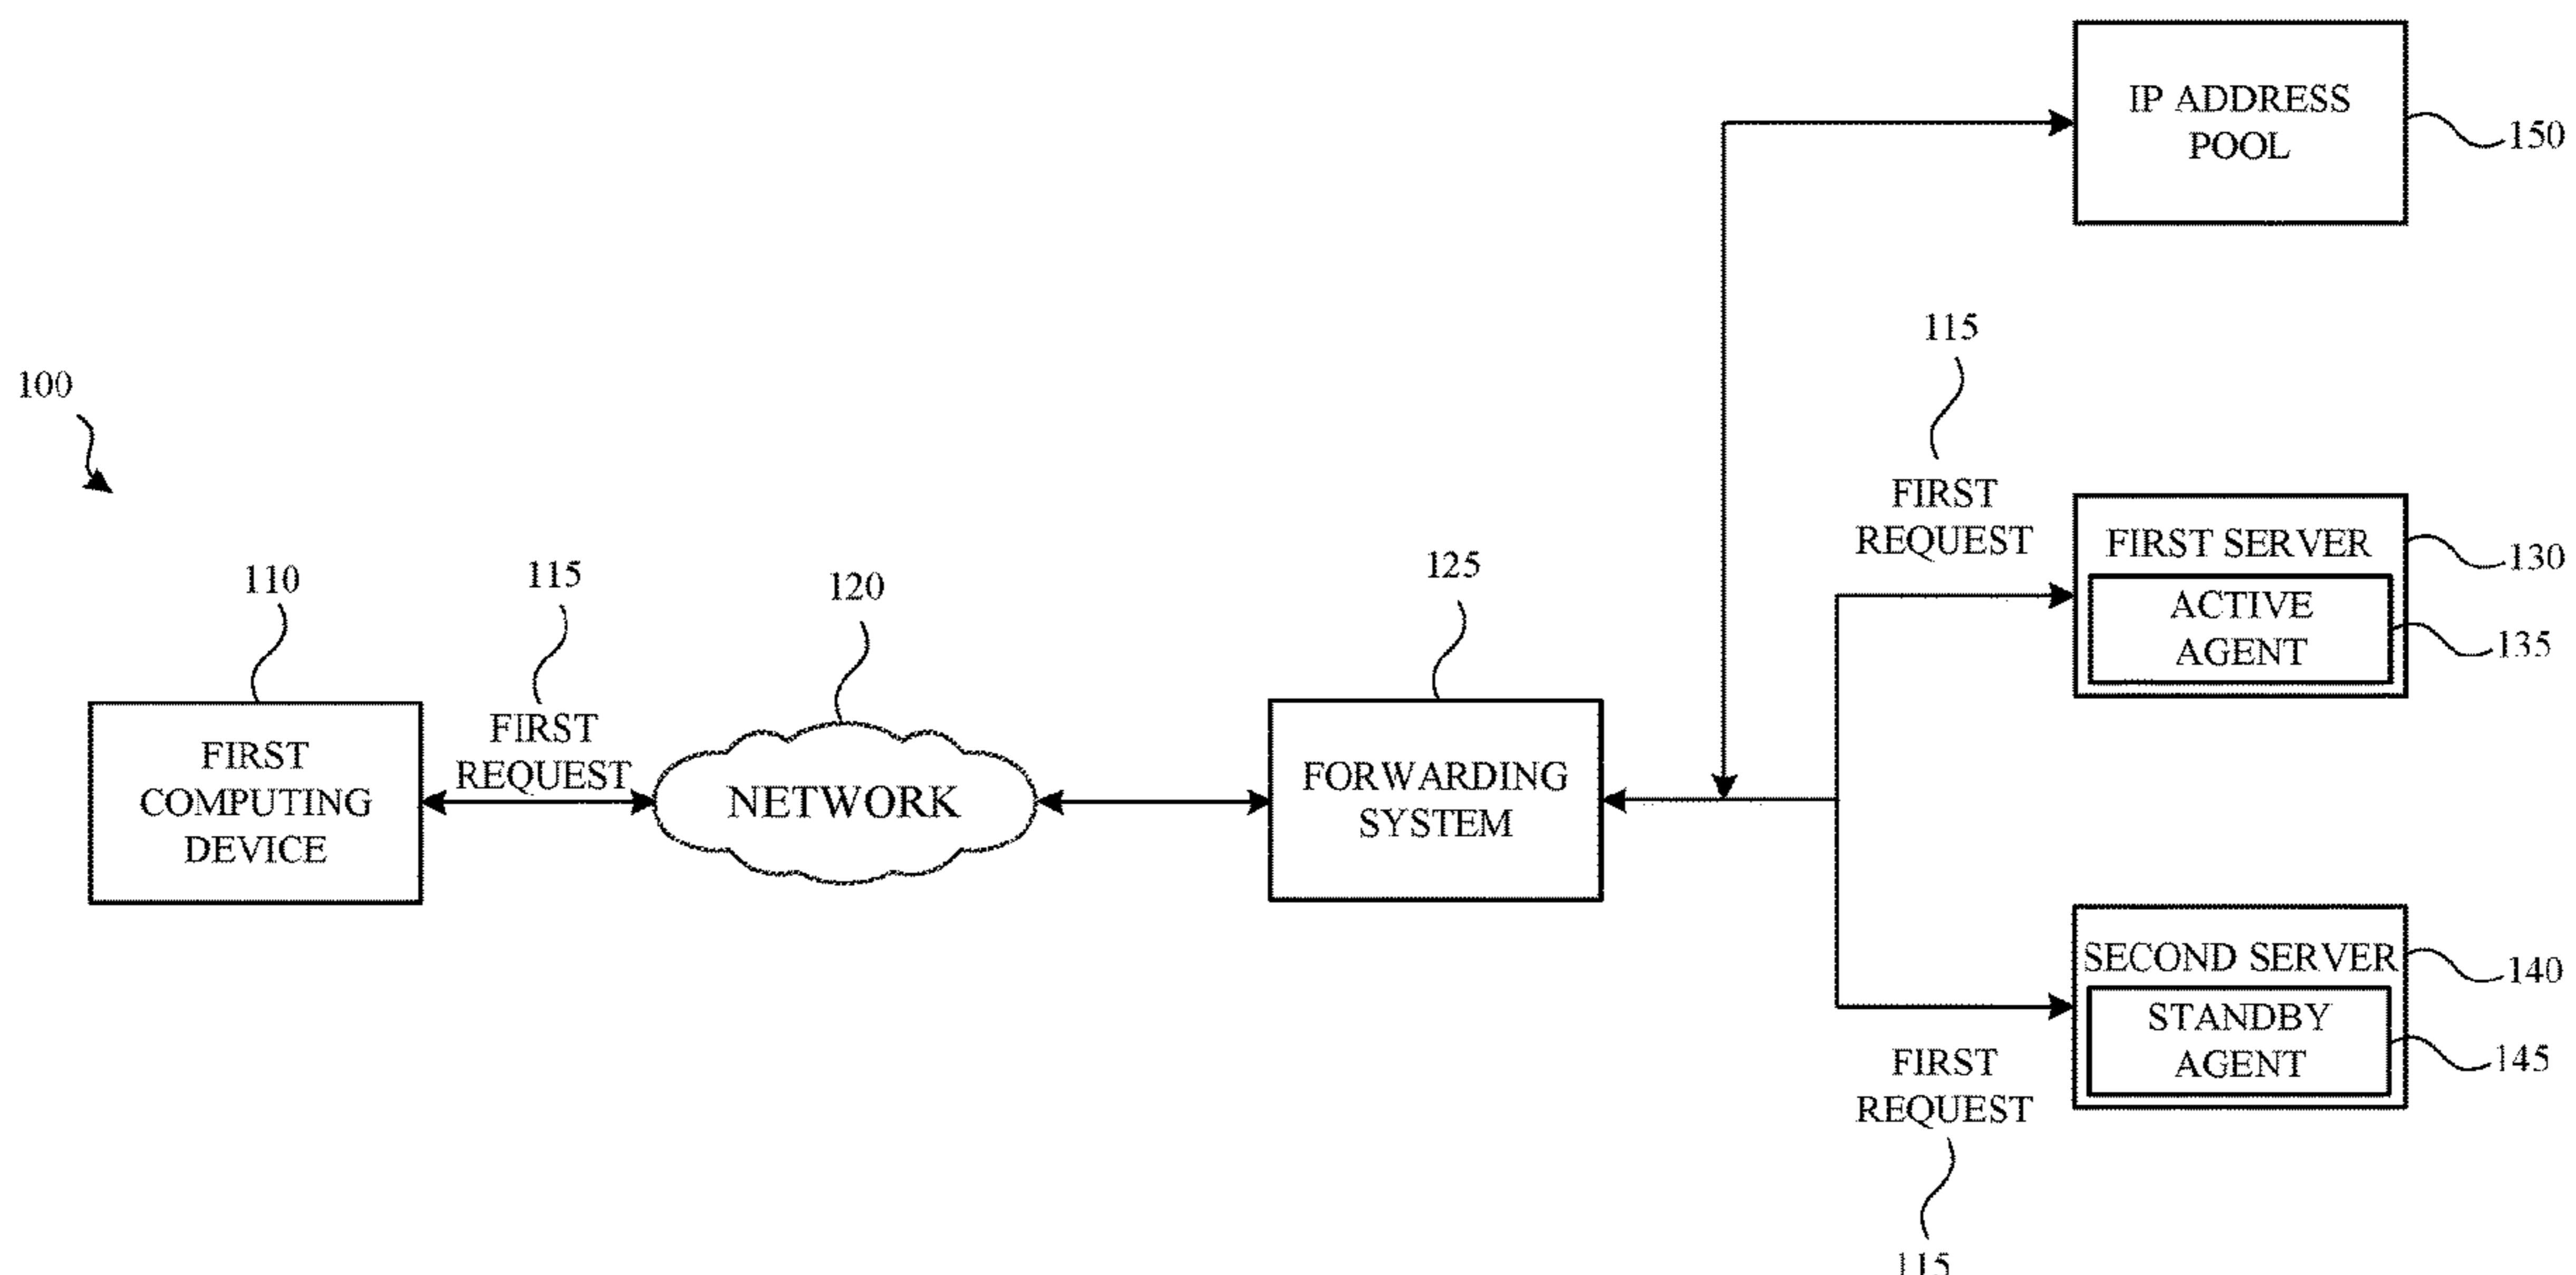 IP ADDRESS
POOL
150
115
100
FIRST
REQUEST
FIRST SERVER
130
ACTIVE
AGENT
135
110
115
120
125
FIRST
REQUEST
FIRST
COMPUTING
DEVICE
NETWORK
FORWARDING
SYSTEM
SECOND SERVER
140
STANDBY
AGENT
145
FIRST
REQUEST
115